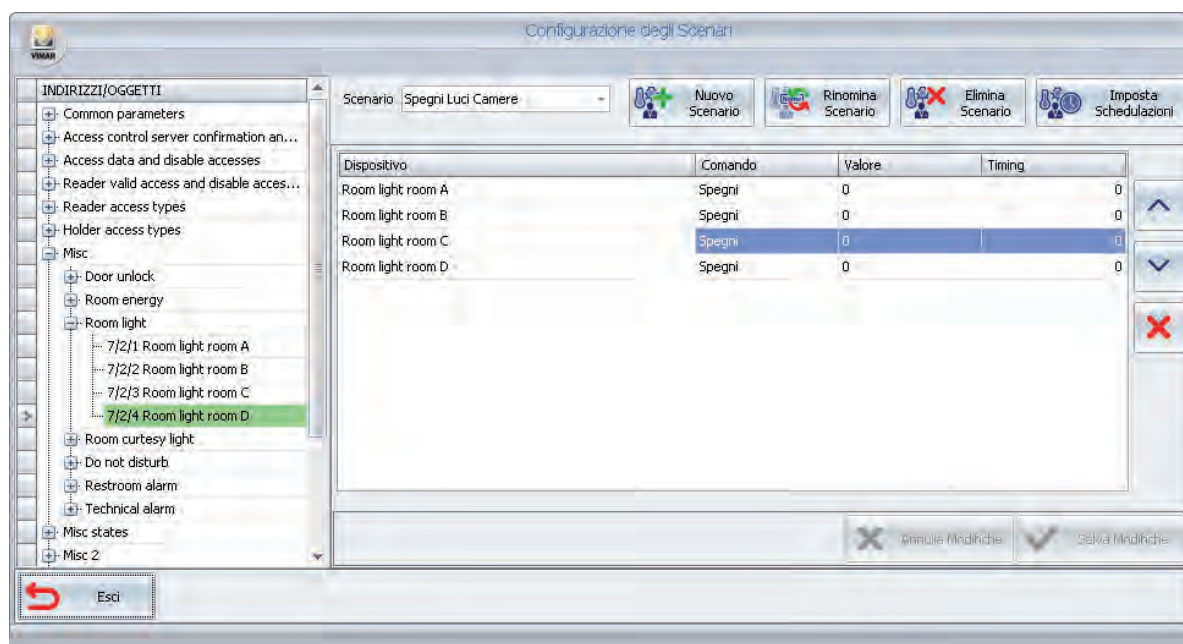 Configurazione degli Scenari
VIMAR
INDIRIZZI/OGGETTI
Common parameters
Access control server confirmation an...
Access data and disable accesses
Reader valid access and disable acces...
Reader access types
Holder access types
Misc
Door unlock
Room energy
Room light
7/2/1 Room light room A
7/2/2 Room light room B
7/2/3 Room light room C
7/2/4 Room light room D
Room curtesy light
Do not disturb
Restroom alarm
Technical alarm
Misc states
Misc 2
Scenario Spegni Luci Camere
Nuovo
Scenario
Rinomina
Scenario
Elimina
Scenario
Imposta
Schedulazioni
Dispositivo Comando Valore Timing
Room light room A Spegni 0 0
Room light room B Spegni 0 0
Room light room C Spegni 0 0
Room light room D Spegni 0 0
Annulla Modifiche
Salva Modifiche
Esci